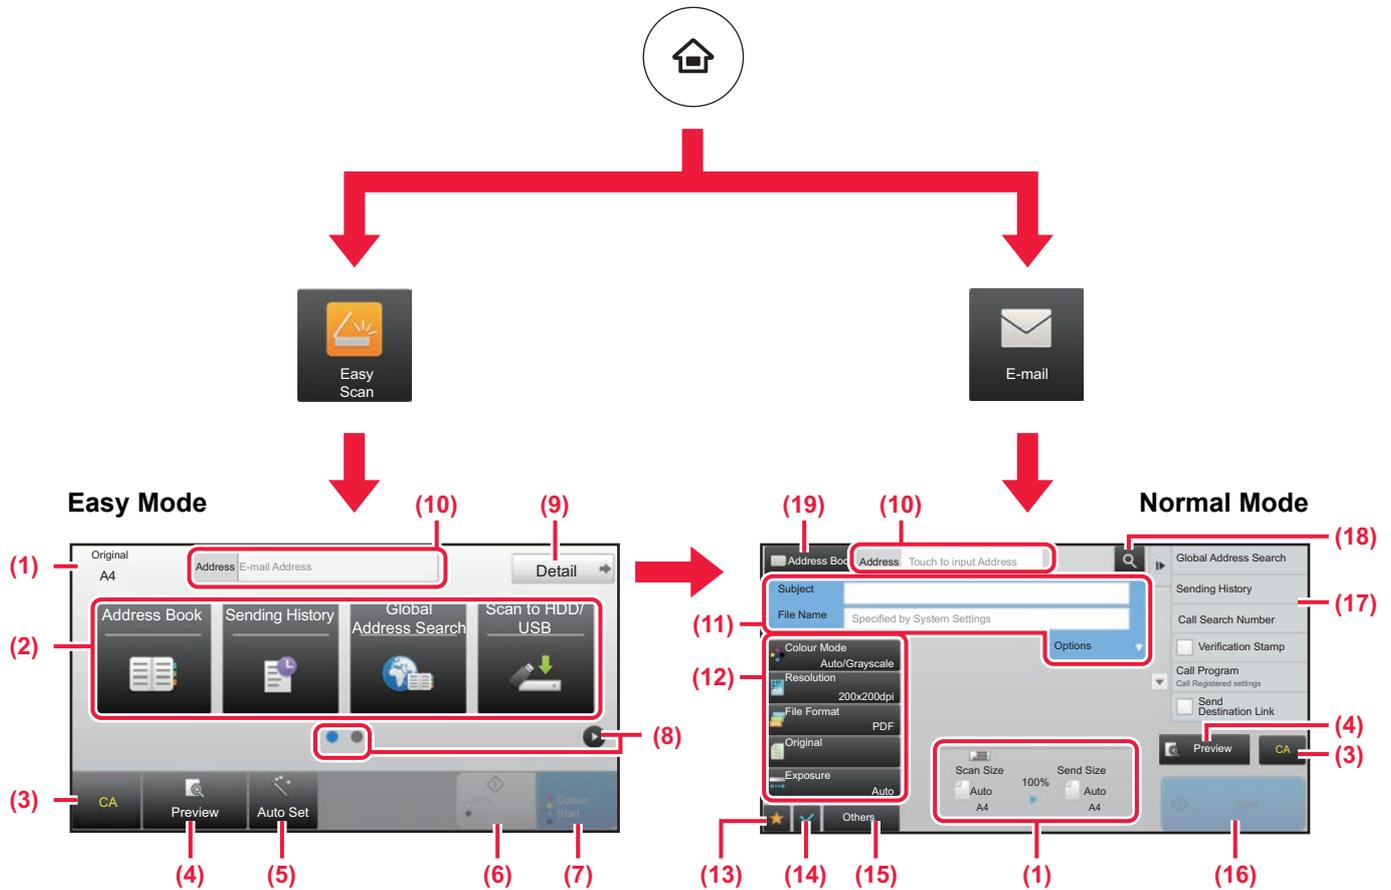 Easy
Scan
E-mail
Easy Mode
(10)
(9)
(1)
Original
A4
Address
E-mail Address
Detail
(2)
Address Book
Sending History
Global
Address Search
Scan to HDD/
USB
(8)
(3)
CA
Preview
Auto Set
Colour
Start
(4)
(5)
(6)
(7)
(19)
(10)
Normal Mode
(18)
Address
Touch to input Address
Global Address Search
Subject
Sending History
(17)
File Name
Specified by System Settings
Call Search Number
(11)
Options
Verification Stamp
(12)
Colour Mode
Auto/Grayscale
Resolution
200x200dpi
File Format
PDF
Original
Exposure
Auto
Call Program
Call Registered settings
Send
Destination Link
(4)
Preview
CA
(3)
Scan Size
100%
Send Size
Auto
A4
Auto
A4
Start
Others
(13)
(14)
(15)
(1)
(16)